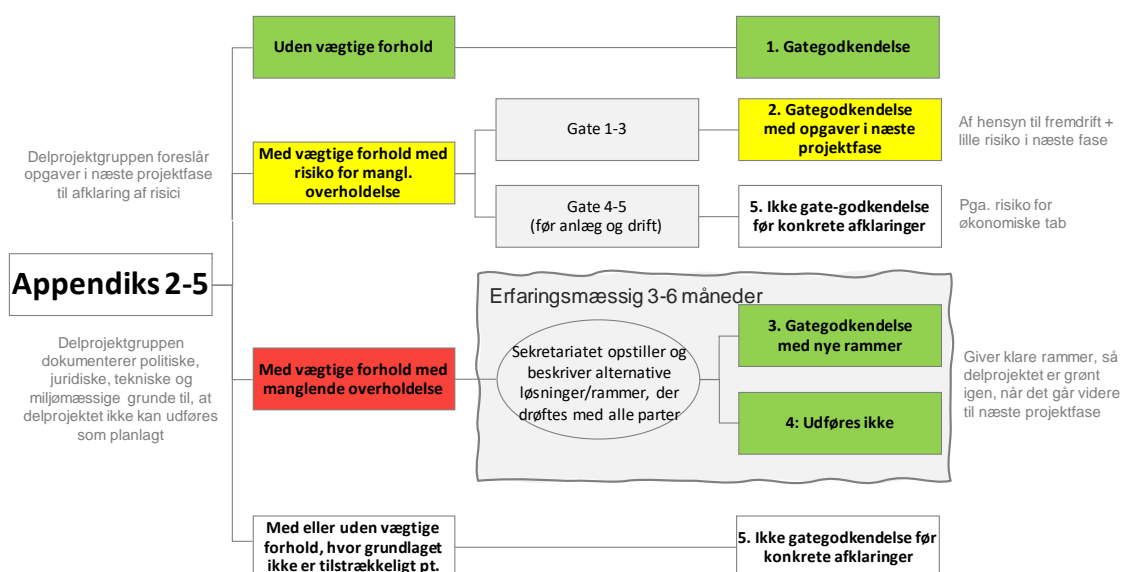 Uden vægtige forhold
1. Gategodkendelse
Delprojektgruppen foreslår
opgaver i næste projektfase
til afklaring af risici
Med vægtige forhold med
risiko for mangl.
overholdelse
Gate 1-3
2. Gategodkendelse
med opgaver i næste
projektfase
Af hensyn til fremdrift +
lille risiko i næste fase
Gate 4-5
(før anlæg og drift)
5. Ikke gate-godkendelse
før konkrete afklaringer
Pga. risiko for
økonomiske tab
Appendiks 2-5
Delprojektgruppen
dokumenterer politiske,
juridiske, tekniske og
miljømæssige grunde til, at
delprojektet ikke kan udføres
som planlagt
Med vægtige forhold med
manglende overholdelse
Erfaringsmæssig 3-6 måneder
Sekretariatet opstiller og
beskriver alternative
løsninger/rammer, der
drøftes med alle parter
3. Gategodkendelse
med nye rammer
4: Udføres ikke
Giver klare rammer, så
delprojektet er grønt
igen, når det går videre
til næste projektfase
Med eller uden vægtige
forhold, hvor grundlaget
ikke er tilstrækkeligt pt.
5. Ikke gategodkendelse før
konkrete afklaringer